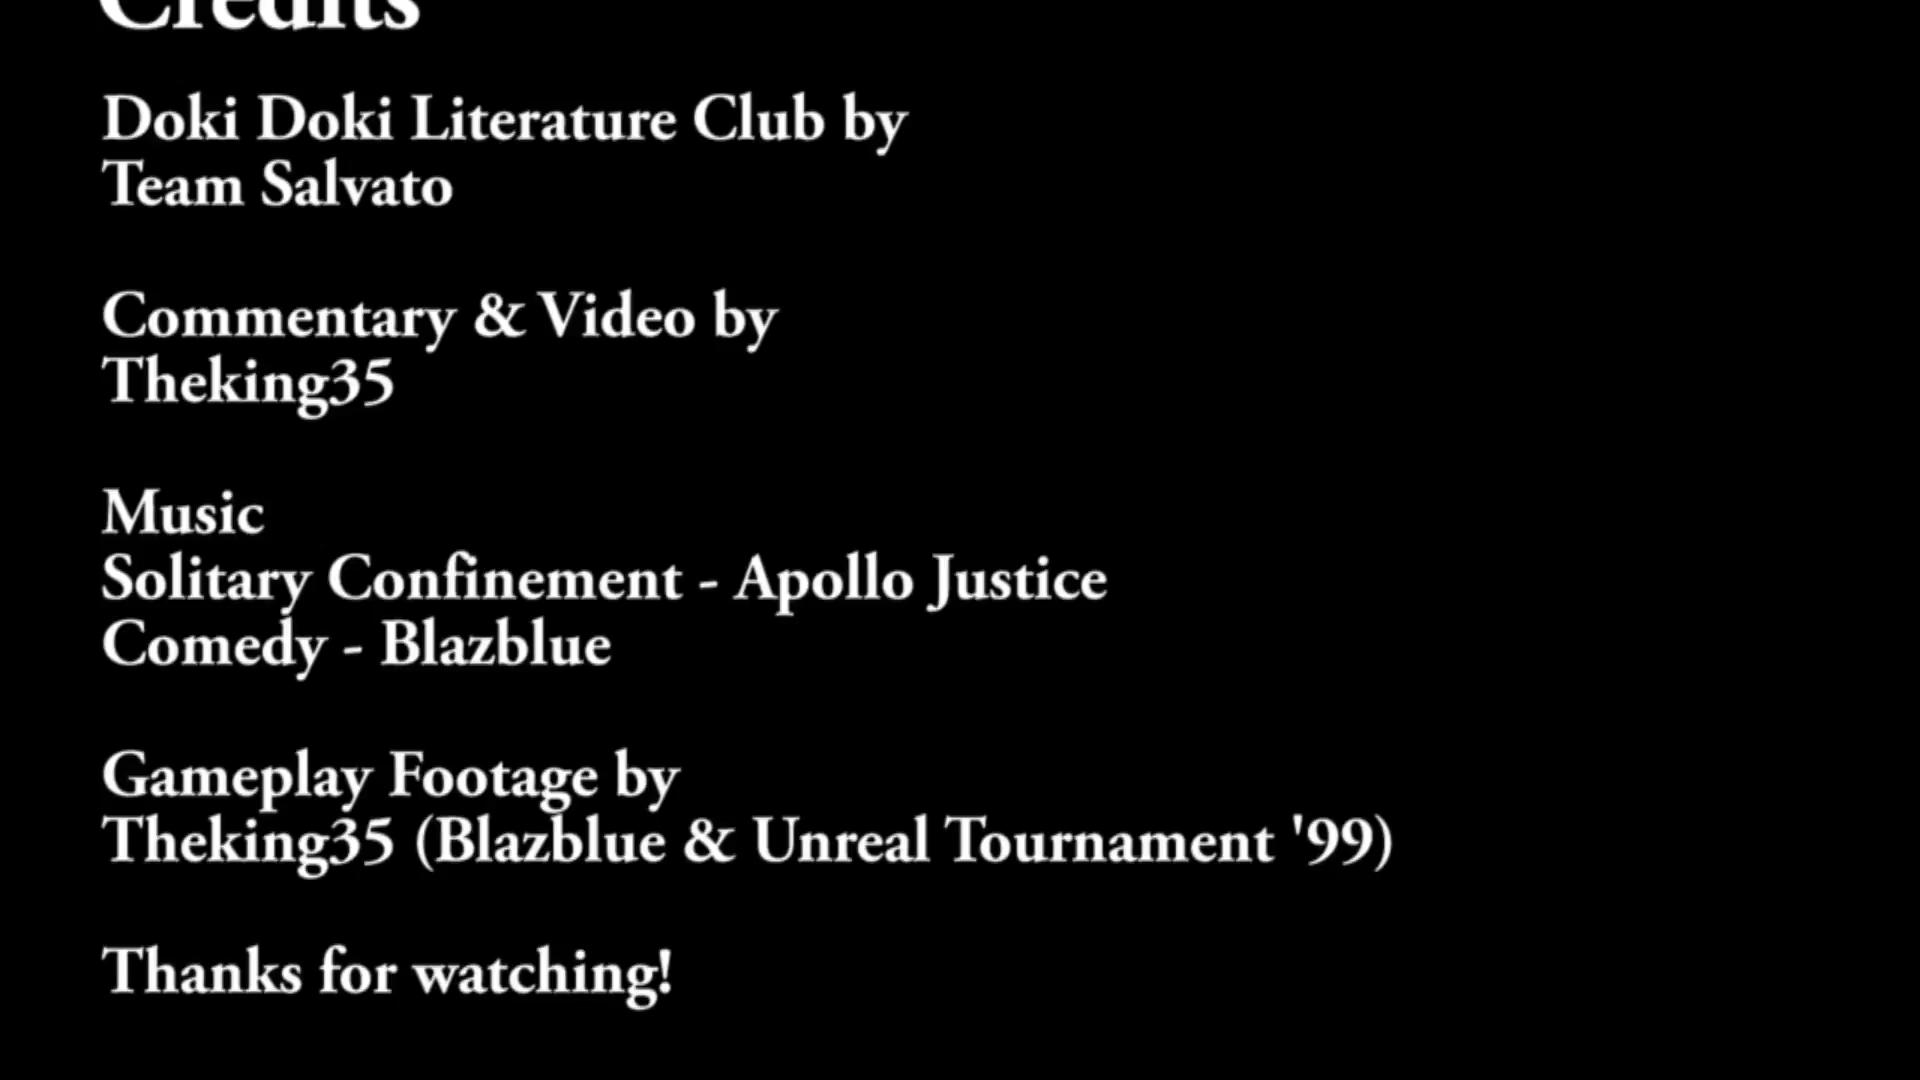 Credits
Doki Doki Literature Club by
Team Salvato
Commentary & Video by
Theking35
Music
Solitary Confinement - Apollo Justice
Comedy - Blazblue
Gameplay Footage by
Theking35 (Blazblue & Unreal Tournament '99)
Thanks for watching!